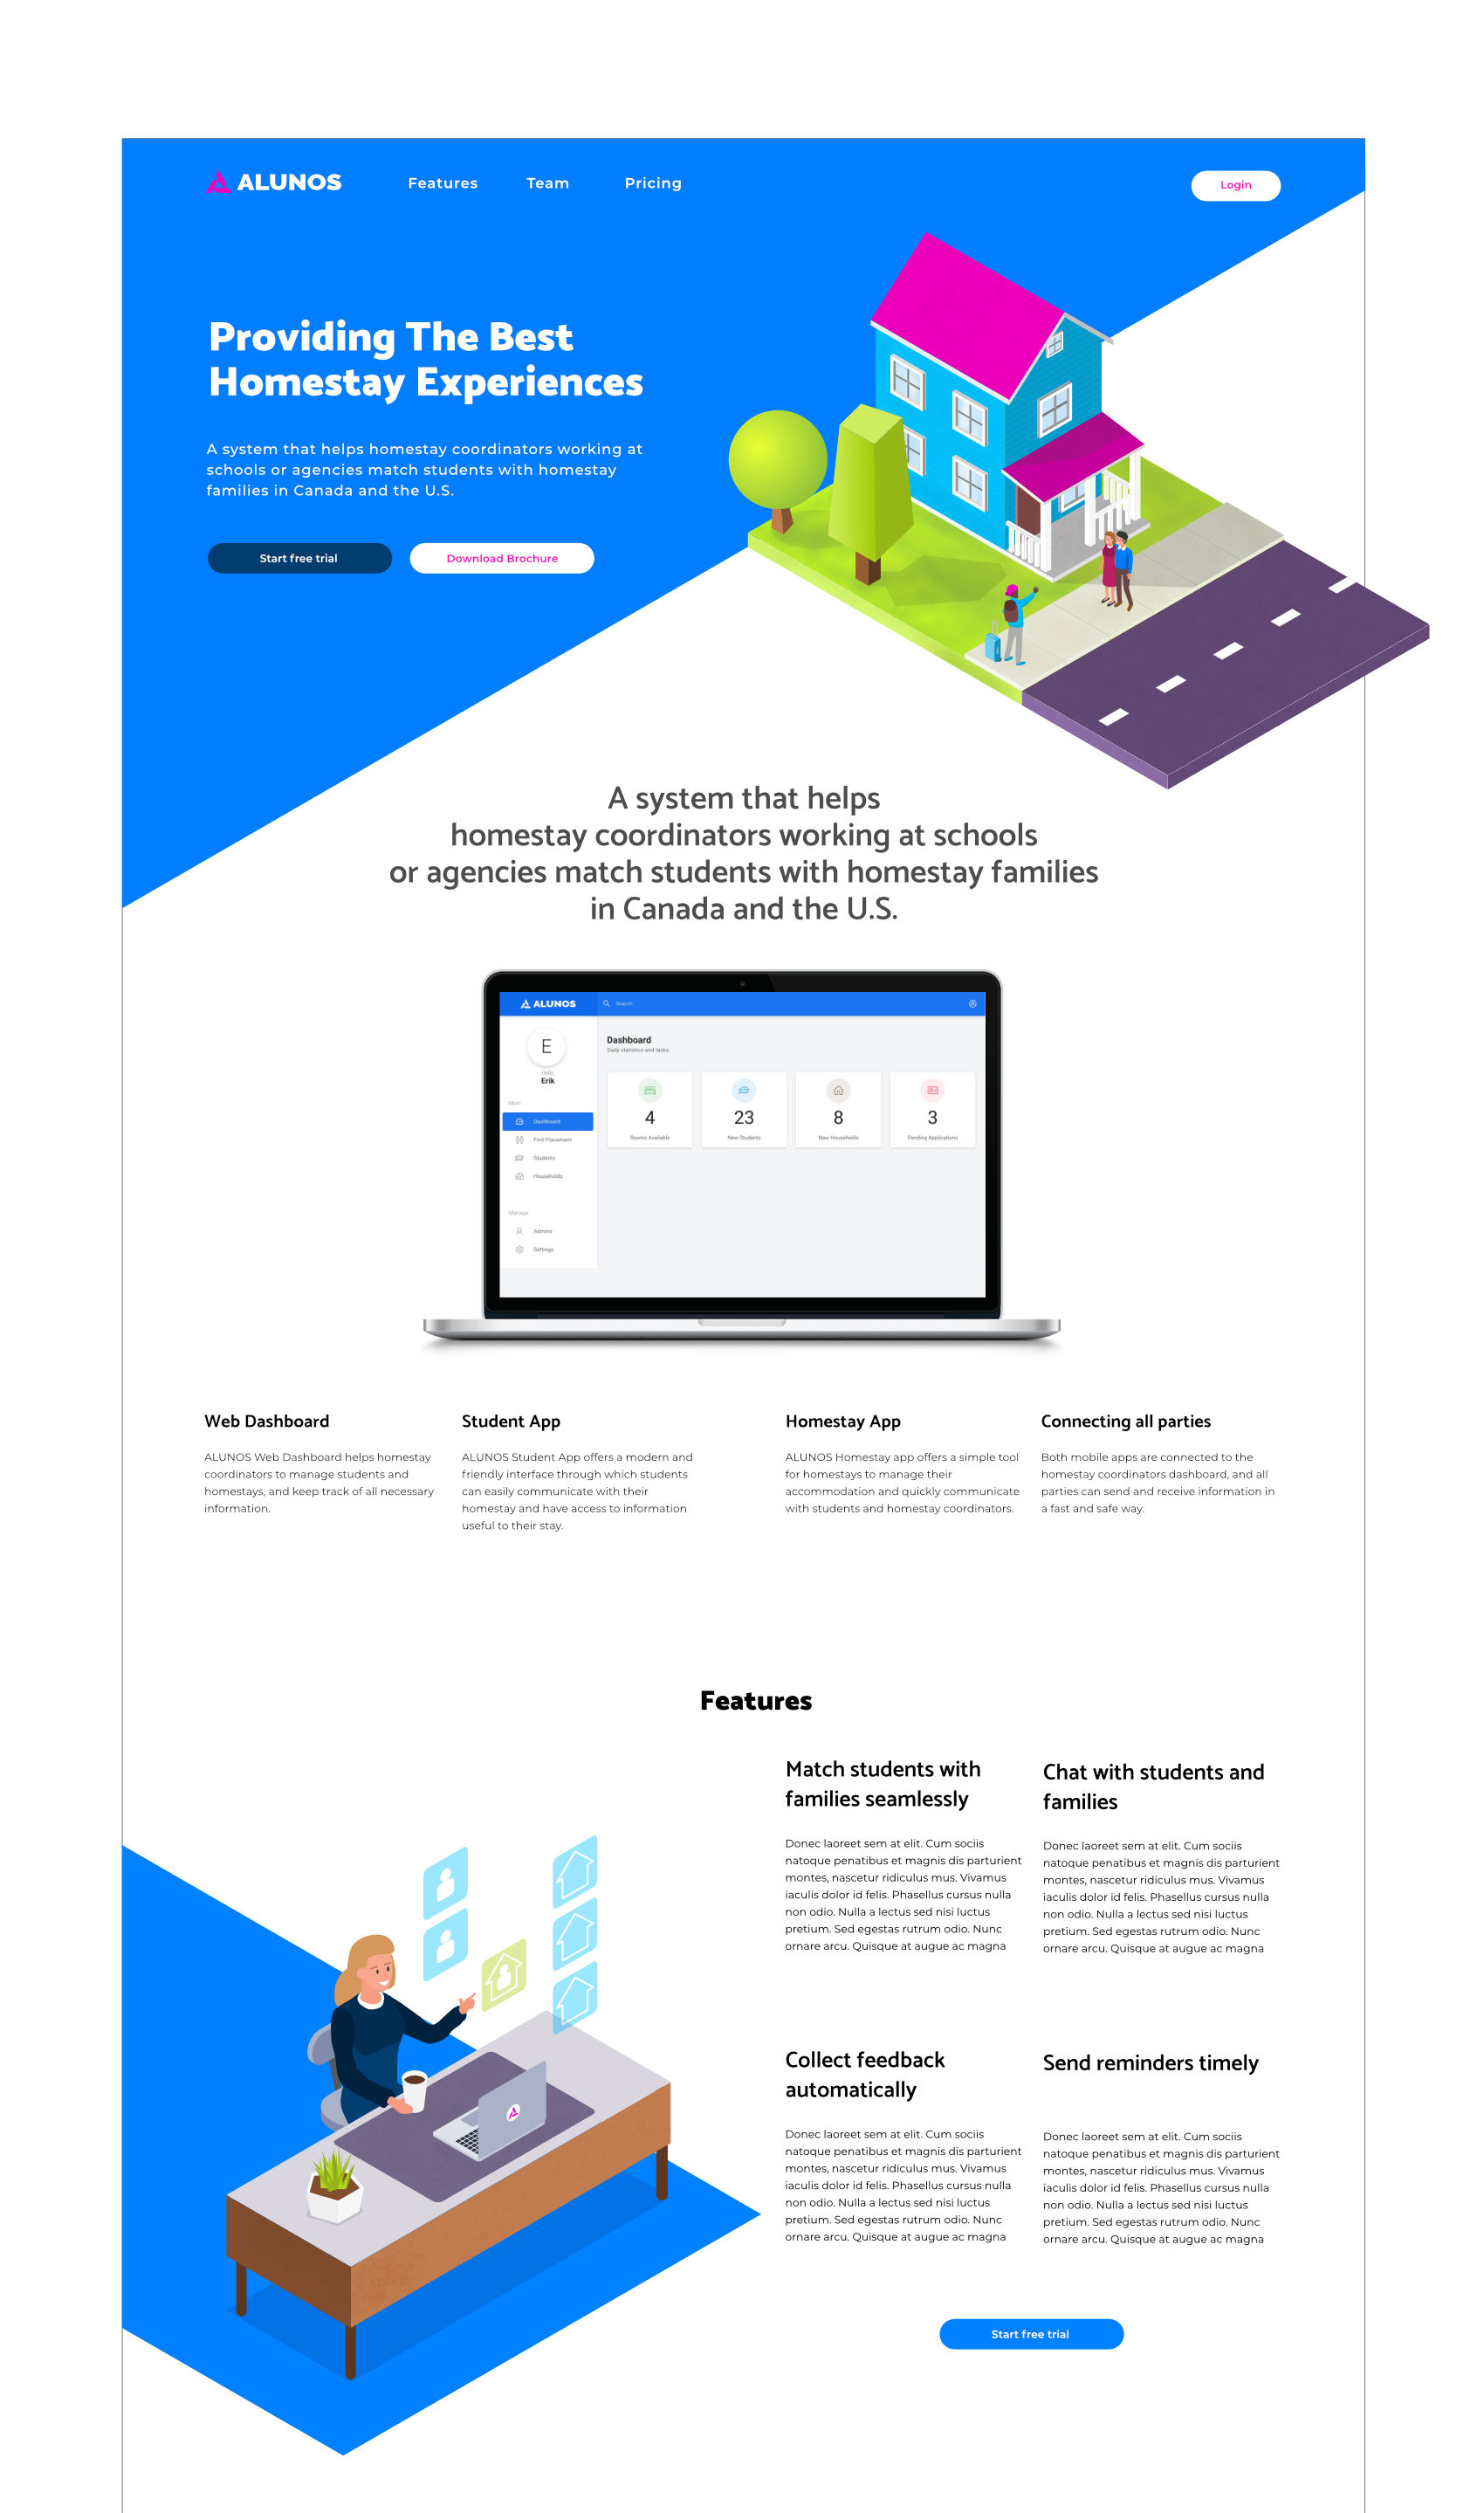 ALUNOS
Features
Team
Pricing
Login
Providing The Best
Homestay Experiences
A system that helps homestay coordinators working at
schools or agencies match students with homestay
families in Canada and the U.S.
Start free trial
Download Brochure
A system that helps
homestay coordinators working at schools
or agencies match students with homestay families
in Canada and the U.S.
ALUNOS
Search
E
Hello,
Erik
Main
Dashboard
Find Placement
Students
Households
Manage
Admins
Settings
Dashboard
Daily statistics and tasks
4
Rooms Available
23
New Students
8
New Households
3
Pending Applications
Web Dashboard
ALUNOS Web Dashboard helps homestay
coordinators to manage students and
homestays, and keep track of all necessary
information.
Student App
ALUNOS Student App offers a modern and
friendly interface through which students
can easily communicate with their
homestay and have access to information
useful to their stay.
Homestay App
ALUNOS Homestay app offers a simple tool
for homestays to manage their
accommodation and quickly communicate
with students and homestay coordinators.
Connecting all parties
Both mobile apps are connected to the
homestay coordinators dashboard, and all
parties can send and receive information in
a fast and safe way.
Features
Match students with
families seamlessly
Donec laoreet sem at elit. Cum sociis
natoque penatibus et magnis dis parturient
montes, nascetur ridiculus mus. Vivamus
iaculis dolor id felis. Phasellus cursus nulla
non odio. Nulla a lectus sed nisi luctus
pretium. Sed egestas rutrum odio. Nunc
ornare arcu. Quisque at augue ac magna
Chat with students and
families
Donec laoreet sem at elit. Cum sociis
natoque penatibus et magnis dis parturient
montes, nascetur ridiculus mus. Vivamus
iaculis dolor id felis. Phasellus cursus nulla
non odio. Nulla a lectus sed nisi luctus
pretium. Sed egestas rutrum odio. Nunc
ornare arcu. Quisque at augue ac magna
Collect feedback
automatically
Donec laoreet sem at elit. Cum sociis
natoque penatibus et magnis dis parturient
montes, nascetur ridiculus mus. Vivamus
iaculis dolor id felis. Phasellus cursus nulla
non odio. Nulla a lectus sed nisi luctus
pretium. Sed egestas rutrum odio. Nunc
ornare arcu. Quisque at augue ac magna
Send reminders timely
Donec laoreet sem at elit. Cum sociis
natoque penatibus et magnis dis parturient
montes, nascetur ridiculus mus. Vivamus
iaculis dolor id felis. Phasellus cursus nulla
non odio. Nulla a lectus sed nisi luctus
pretium. Sed egestas rutrum odio. Nunc
ornare arcu. Quisque at augue ac magna
Start free trial